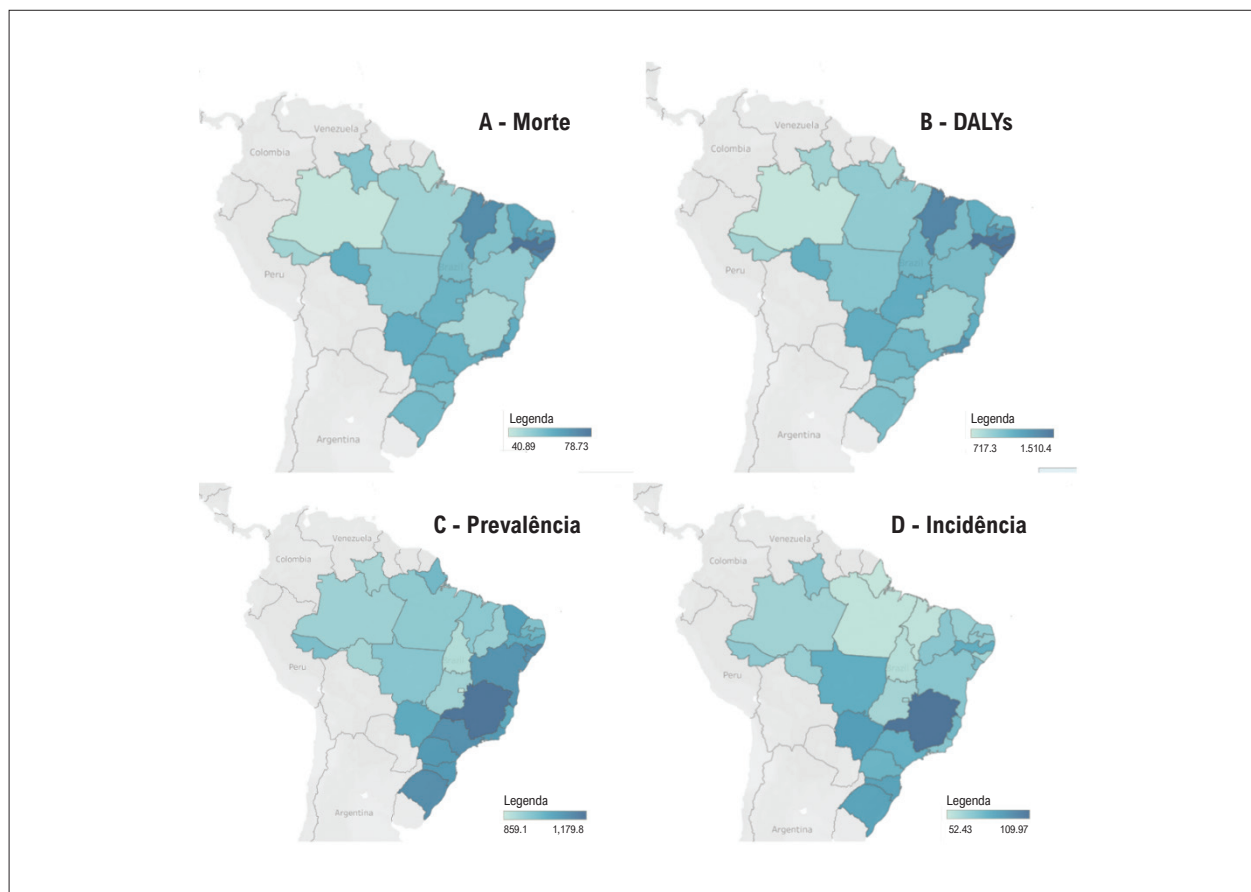 A - Morte
Venezuela
Colombia
Peru
Brasil
Argentina
Legenda
40.89 78.73
B - DALYs
Venezuela
Colombia
Peru
Brasil
Argentina
Legenda
717.3 1.510.4
C - Prevalência
Venezuela
Colombia
Peru
Argentina
Legenda
859.1 1,179.8
D - Incidência
Venezuela
Colombia
Peru
Argentina
Legenda
52.43 109.97